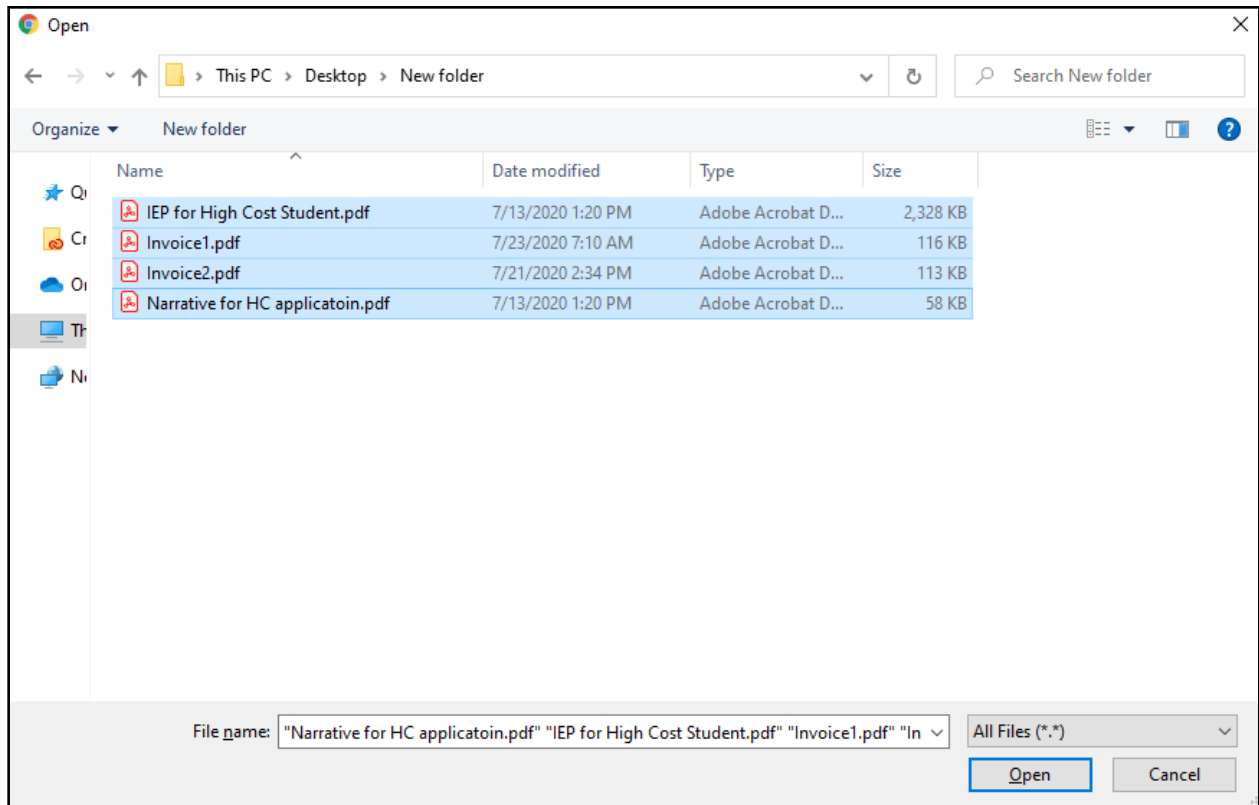 Open
This PC > Desktop > New folder
Search New folder
Organize
New folder
Name Date modified Type Size
IEP for High Cost Student.pdf 7/13/2020 1:20 PM Adobe Acrobat D... 2,328 KB
Invoice1.pdf 7/23/2020 7:10 AM Adobe Acrobat D... 116 KB
Invoice2.pdf 7/21/2020 2:34 PM Adobe Acrobat D... 113 KB
Narrative for HC applicatoin.pdf 7/13/2020 1:20 PM Adobe Acrobat D... 58 KB
Cr
Th
File name: "Narrative for HC applicatoin.pdf" "IEP for High Cost Student.pdf" "Invoice1.pdf" "In
All Files (*.*)
Open Cancel